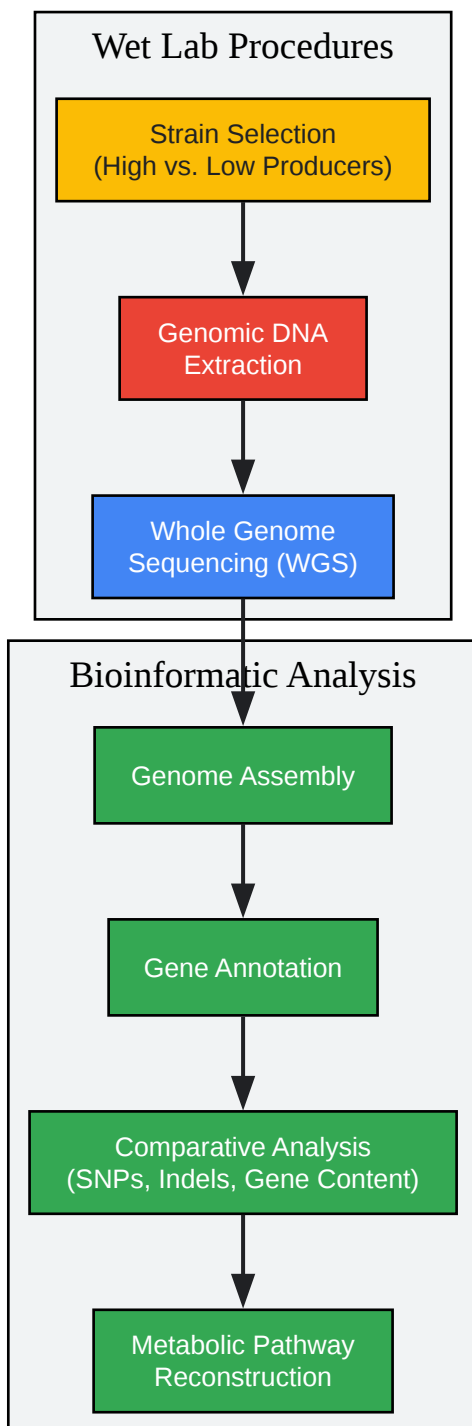 Wet Lab Procedures
Strain Selection
(High vs. Low Producers)
Genomic DNA
Extraction
Whole Genome
Sequencing (WGS)
Bioinformatic Analysis
Genome Assembly
Gene Annotation
Comparative Analysis
(SNPs, Indels, Gene Content)
Metabolic Pathway
Reconstruction